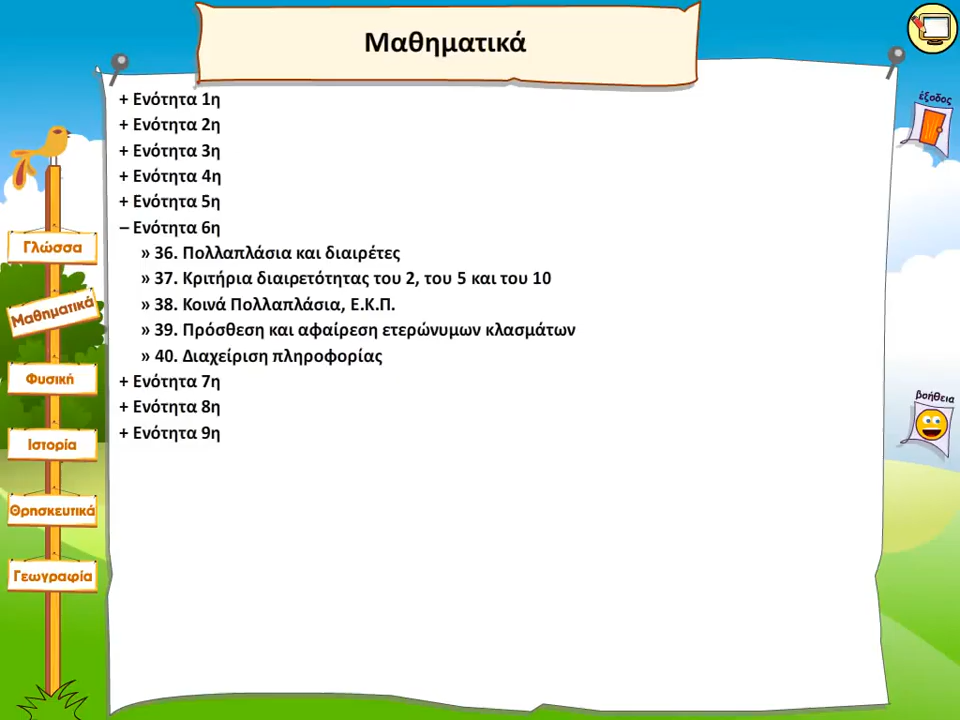 Μαθηματικά
+ Ενότητα 1η
+ Ενότητα 2η
+ Ενότητα 3η
+ Ενότητα 4η
+ Ενότητα 5η
– Ενότητα 6η
» 36. Πολλαπλάσια και διαιρέτες
» 37. Κριτήρια διαιρετότητας του 2, του 5 και του 10
» 38. Κοινά Πολλαπλάσια, Ε.Κ.Π.
» 39. Πρόσθεση και αφαίρεση ετερώνυμων κλασμάτων
» 40. Διαχείριση πληροφορίας
+ Ενότητα 7η
+ Ενότητα 8η
+ Ενότητα 9η
Γλώσσα
Μαθηματικά
Φυσική
Ιστορία
Θρησκευτικά
Γεωγραφία
έξοδος
βοήθεια